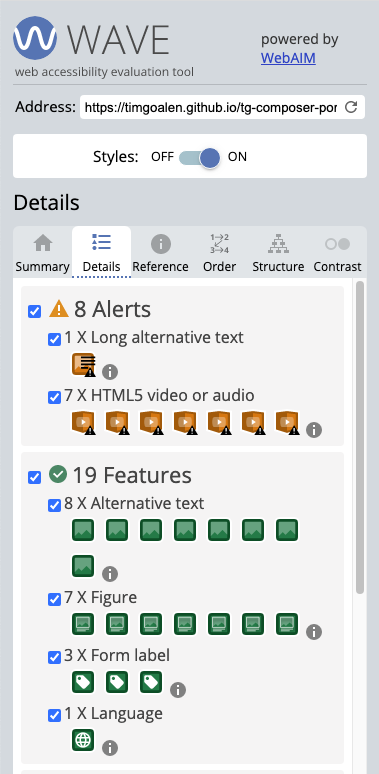 WAVE
web accessibility evaluation tool
powered by
WebAIM
Address: https://timgoalen.github.io/tg-composer-por
Styles: OFF ON
Details
Summary Details Reference Order Structure Contrast
8 Alerts
1 X Long alternative text
7 X HTML5 video or audio
19 Features
8 X Alternative text
7 X Figure
3 X Form label
1 X Language